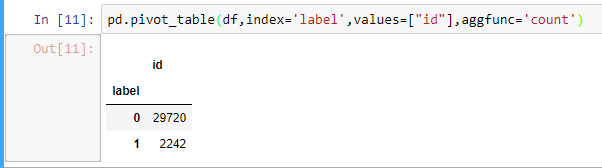 In [11]: pd.pivot_table(df,index='label',values=["id"],aggfunc='count')
Out[11]:
id
label
0 29720
1 2242